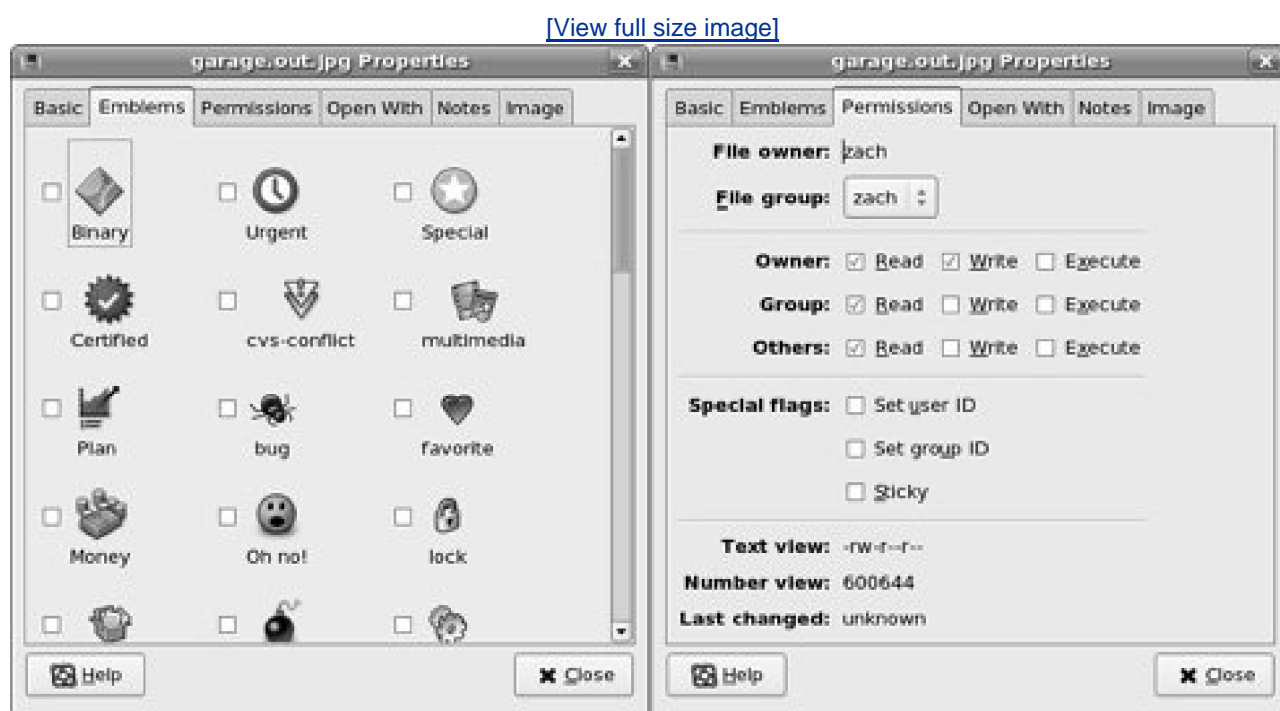 [View full size image]
garage.out.jpg Properties
Basic Emblems Permissions Open With Notes Image
Binary Urgent Special
Certified cvs-conflict multimedia
Plan bug favorite
Money Oh no! lock
Help Close
garage.out.jpg Properties
Basic Emblems Permissions Open With Notes Image
File owner: zach
File group: zach
Owner: Read Write Execute
Group: Read Write Execute
Others: Read Write Execute
Special flags: Set user ID
Set group ID
Sticky
Text view: -rw-r--r--
Number view: 600644
Last changed: unknown
Help Close